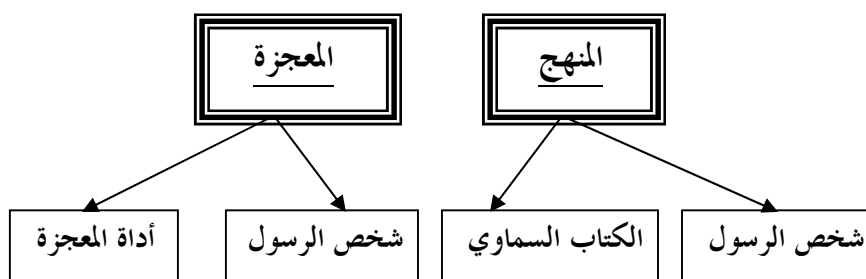 المنهج
المعجزة
شخص الرسول
الكتاب السماوي
شخص الرسول
أداة المعجزة